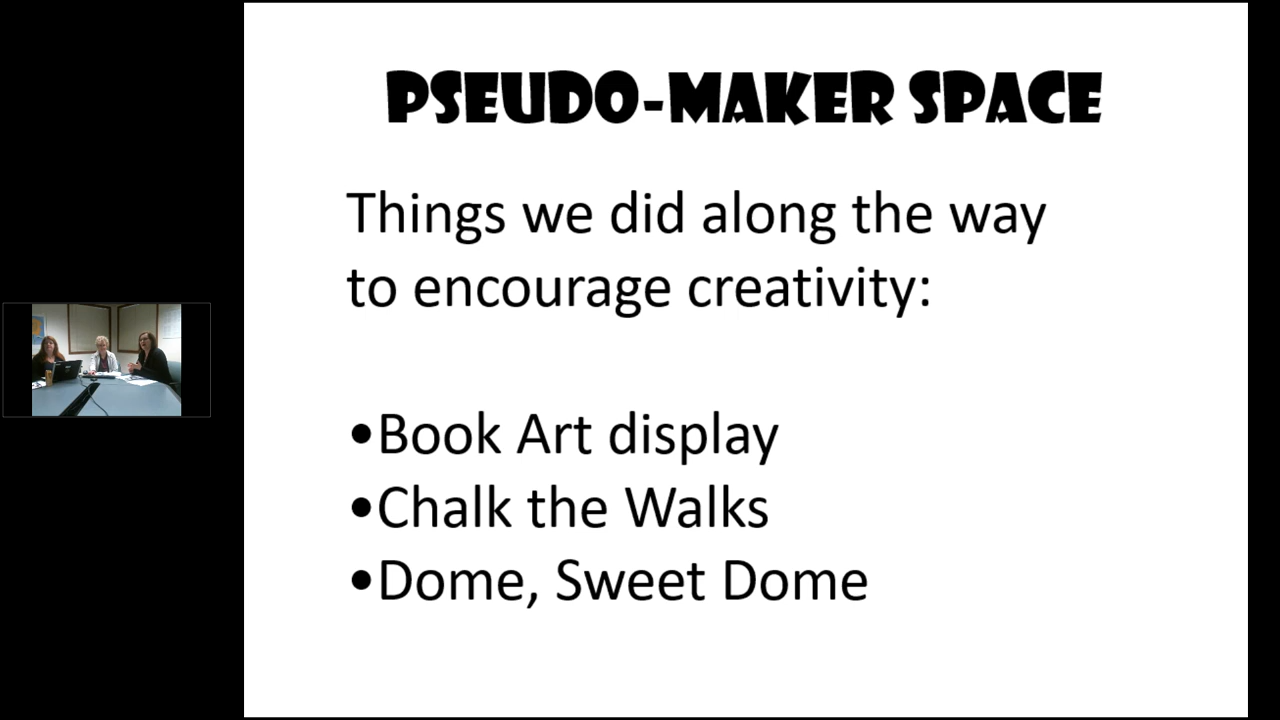 PSEUDO-MAKER SPACE
Things we did along the way
to encourage creativity:
•Book Art display
•Chalk the Walks
•Dome, Sweet Dome